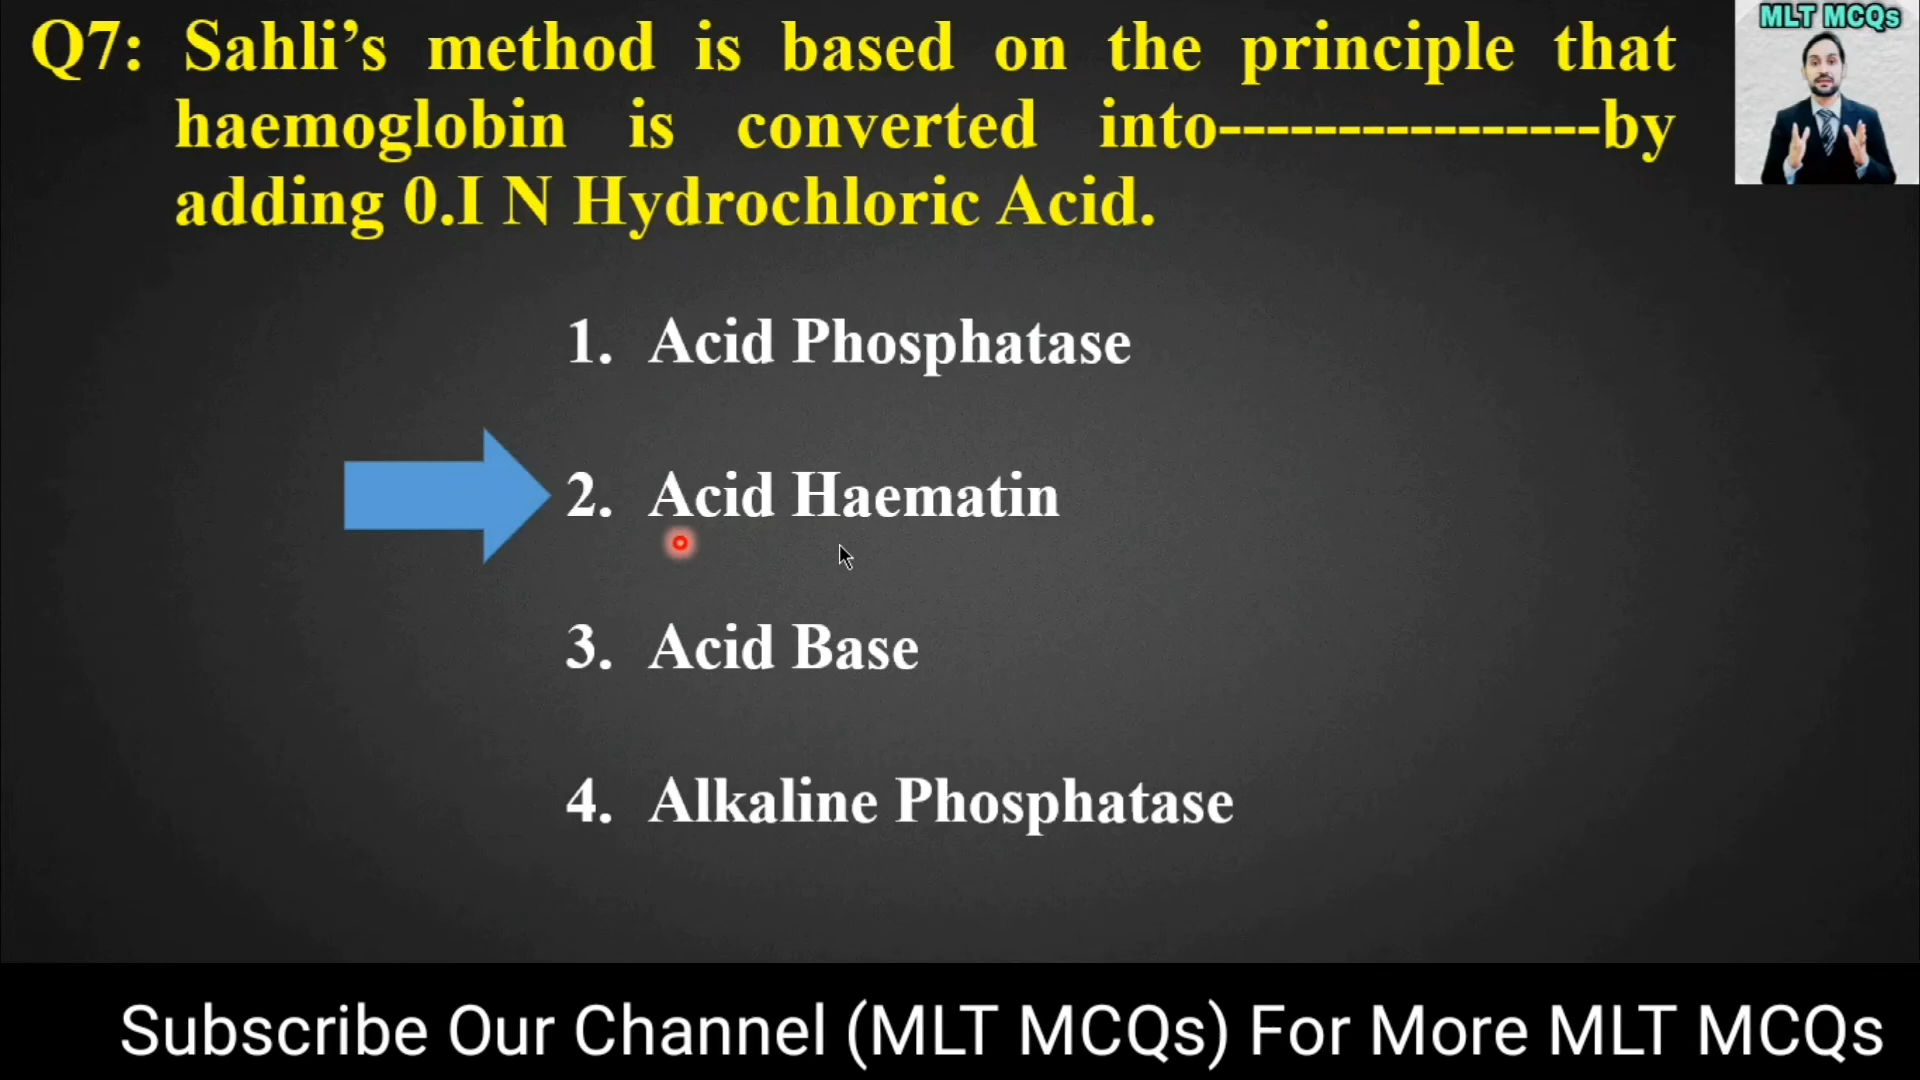 MLT MCQs
Q7: Sahli’s method is based on the principle that
haemoglobin is converted into----------------by
adding 0.I N Hydrochloric Acid.
1. Acid Phosphatase
2. Acid Haematin
3. Acid Base
4. Alkaline Phosphatase
Subscribe Our Channel (MLT MCQs) For More MLT MCQs